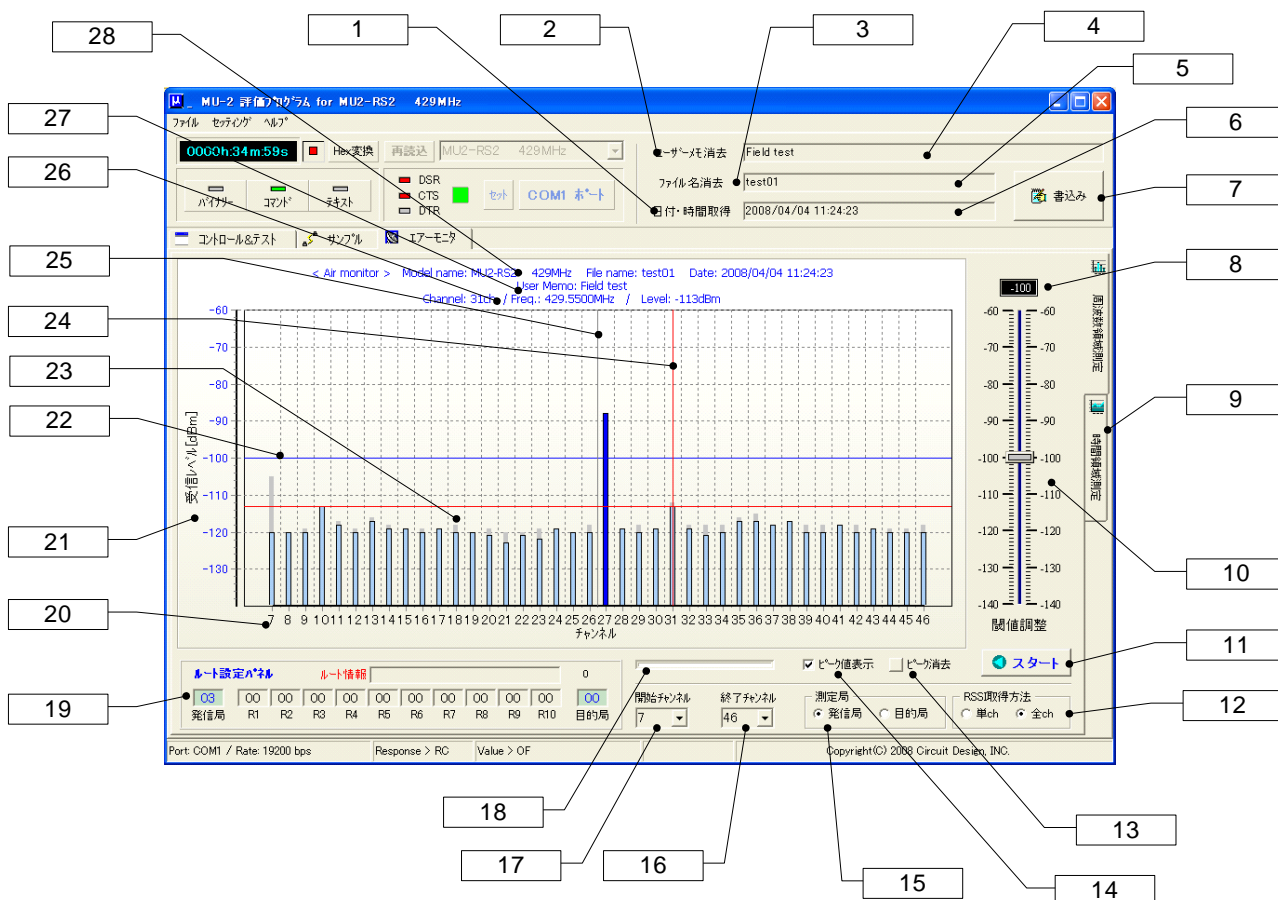 28
1
2
3
4
5
27
6
26
7
25
8
24
23
9
22
21
10
20
11
19
12
18
13
17
16
15
14
MU-2 評価プログラム for MU2-RS2 429MHz
ファイル セッティング ヘルプ
0000h:34m:59s
Hex変換
再読込
MU2-RS2 429MHz
バイナリー
コマンド
テキスト
DSR
CTS
DTR
セット
COM1 ポート
ユーザーメモ消去
Field test
ファイル名消去
test01
日付・時間取得
2008/04/04 11:24:23
書込み
コントロール&テスト
サンプル
エアーモニタ
< Air monitor > Model name: MU2-RS2 429MHz File name: test01 Date: 2008/04/04 11:24:23
User Memo: Field test
Channel: 31ch / Freq.: 429.5500MHz / Level: -113dBm
受信レベル[dBm]
-60
-70
-80
-90
-100
-110
-120
-130
7 8 9 10 11 12 13 14 15 16 17 18 19 20 21 22 23 24 25 26 27 28 29 30 31 32 33 34 35 36 37 38 39 40 41 42 43 44 45 46
チャンネル
-100
-60 -60
-70 -70
-80 -80
-90 -90
-100 -100
-110 -110
-120 -120
-130 -130
-140 -140
閾値調整
周波数領域測定
時間領域測定
スタート
ルート設定パネル
ルート情報
0
03 00 00 00 00 00 00 00 00 00 00 00
発信局 R1 R2 R3 R4 R5 R6 R7 R8 R9 R10 目的局
ピーク値表示
ピーク消去
開始チャンネル
7
終了チャンネル
46
測定局
発信局
目的局
RSSI取得方法
単ch
全ch
Port: COM1 / Rate: 19200 bps
Response > RC
Value > OF
Copyright(C) 2008 Circuit Design, INC.